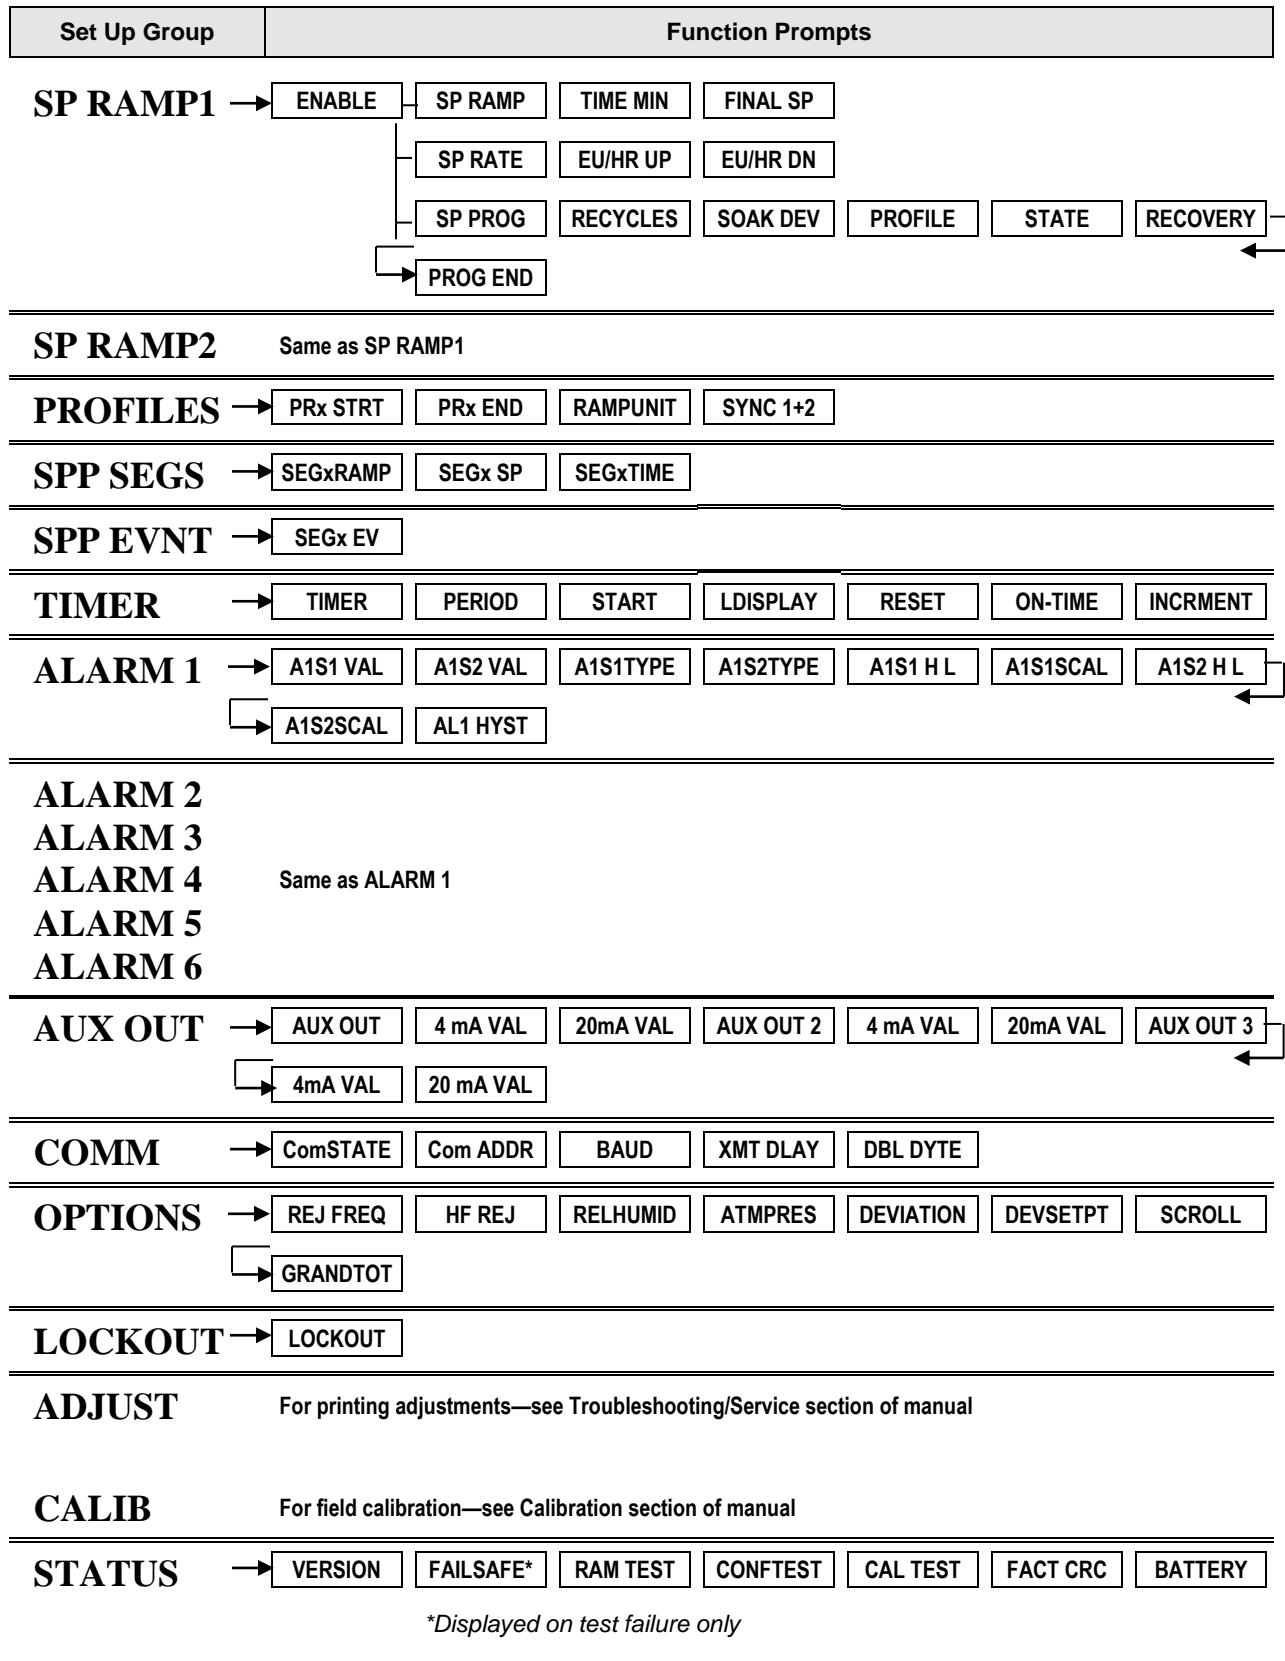 Set Up Group Function Prompts
SP RAMP1 ENABLE SP RAMP TIME MIN FINAL SP
SP RATE EU/HR UP EU/HR DN
SP PROG RECYCLES SOAK DEV PROFILE STATE RECOVERY
PROG END
SP RAMP2 Same as SP RAMP1
PROFILES PRx STRT PRx END RAMPUNIT SYNC 1+2
SPP SEGS SEGxRAMP SEGx SP SEGxTIME
SPP EVNT SEGx EV
TIMER TIMER PERIOD START LDISPLAY RESET ON-TIME INCRMENT
ALARM 1 A1S1 VAL A1S2 VAL A1S1TYPE A1S2TYPE A1S1 H L A1S1SCAL A1S2 H L
A1S2SCAL AL1 HYST
ALARM 2
ALARM 3
ALARM 4 Same as ALARM 1
ALARM 5
ALARM 6
AUX OUT AUX OUT 4 mA VAL 20mA VAL AUX OUT 2 4 mA VAL 20mA VAL AUX OUT 3
4mA VAL 20 mA VAL
COMM ComSTATE Com ADDR BAUD XMT DLAY DBL DYTE
OPTIONS REJ FREQ HF REJ RELHUMID ATMPRES DEVIATION DEVSETPT SCROLL
GRANDTOT
LOCKOUT LOCKOUT
ADJUST For printing adjustments—see Troubleshooting/Service section of manual
CALIB For field calibration—see Calibration section of manual
STATUS VERSION FAILSAFE* RAM TEST CONFTEST CAL TEST FACT CRC BATTERY
*Displayed on test failure only